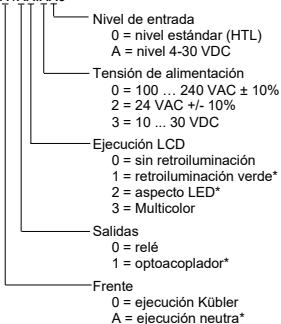 Nivel de entrada
0 = nivel estándar (HTL)
A = nivel 4-30 VDC
Tensión de alimentación
0 = 100 … 240 VAC ± 10%
2 = 24 VAC +/- 10%
3 = 10 ... 30 VDC
Ejecución LCD
0 = sin retroiluminación
1 = retroiluminación verde*
2 = aspecto LED*
3 = Multicolor
Salidas
0 = relé
1 = optoacoplador*
Frente
0 = ejecución Kübler
A = ejecución neutra*